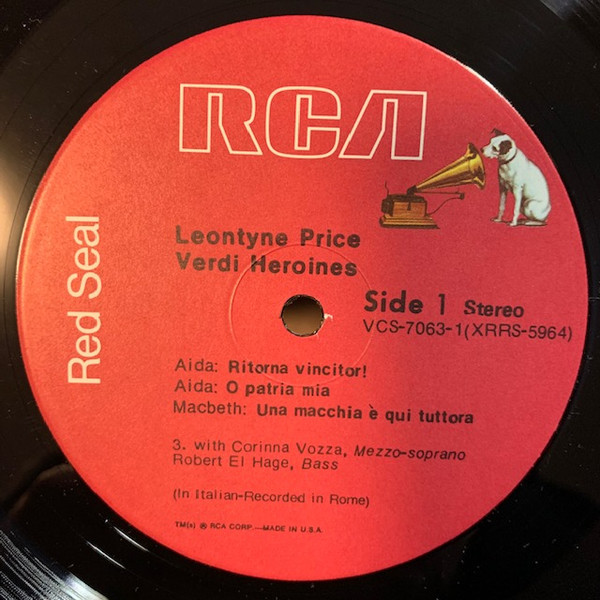 RCA
Red Seal
Leontyne Price
Verdi Heroines
Side 1 Stereo
VCS-7063-1(XRRS-5964)
Aida: Ritorna vincitor!
Aida: O patria mia
Macbeth: Una macchia è qui tuttora
3. with Corinna Vozza, Mezzo-soprano
Robert El Hage, Bass
(In Italian-Recorded in Rome)
TM(s) ® RCA CORP.—MADE IN U.S.A.